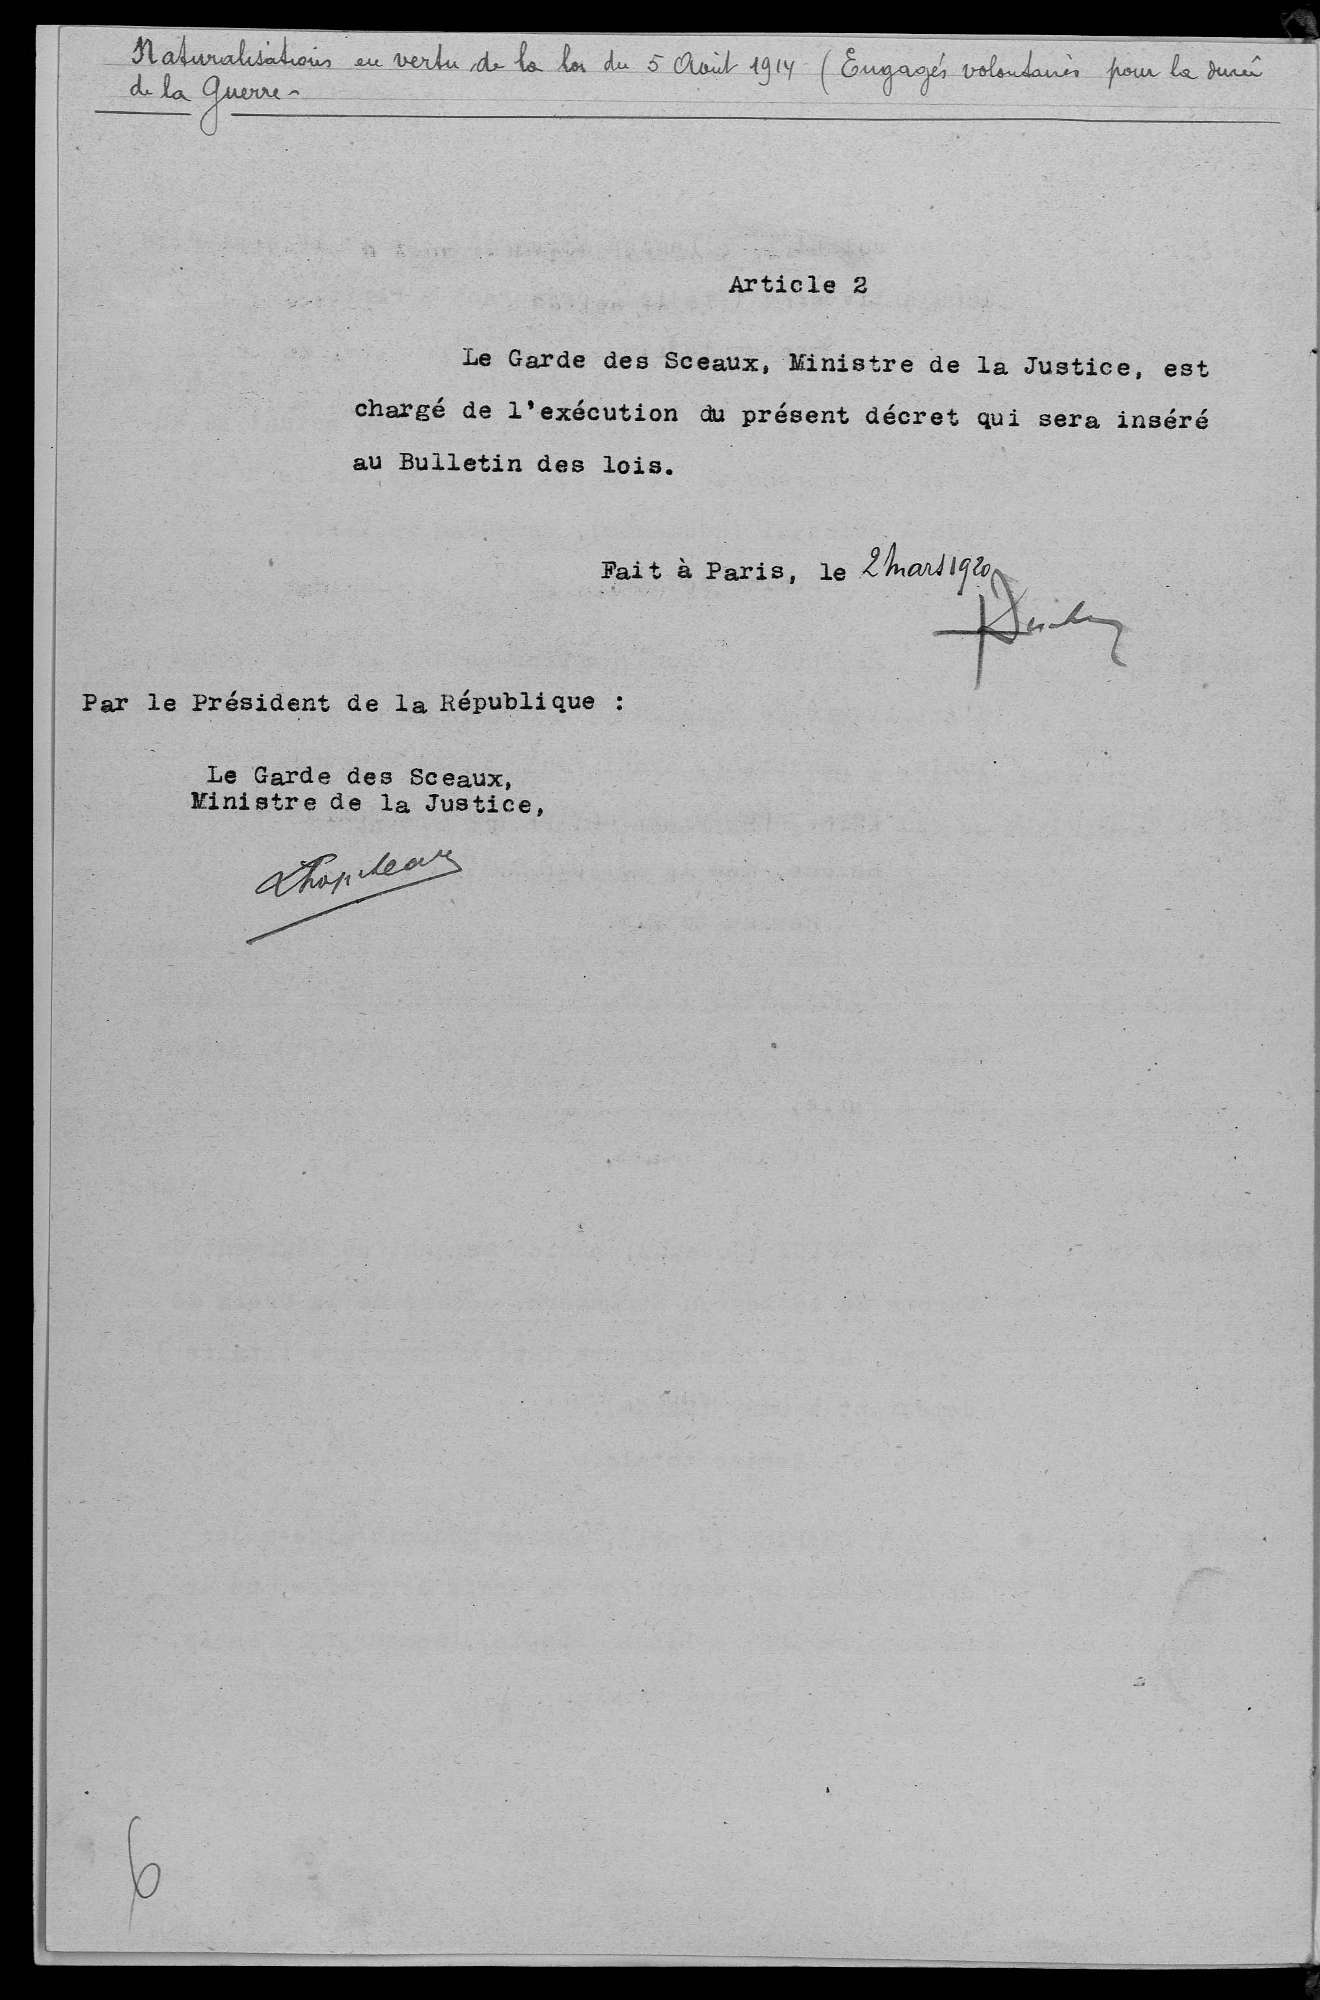 Naturalisations en vertu de la loi du 5 Août 1914 (Engagés volontaires pour la durée
de la Guerre -
Article 2
Le Garde des Sceaux, Ministre de la Justice, est
chargé de l'exécution du présent décret qui sera inséré
au Bulletin des lois.
Fait à Paris, le 2 Mars 1920
Par le Président de la République :
Le Garde des Sceaux,
Ministre de la Justice,
6